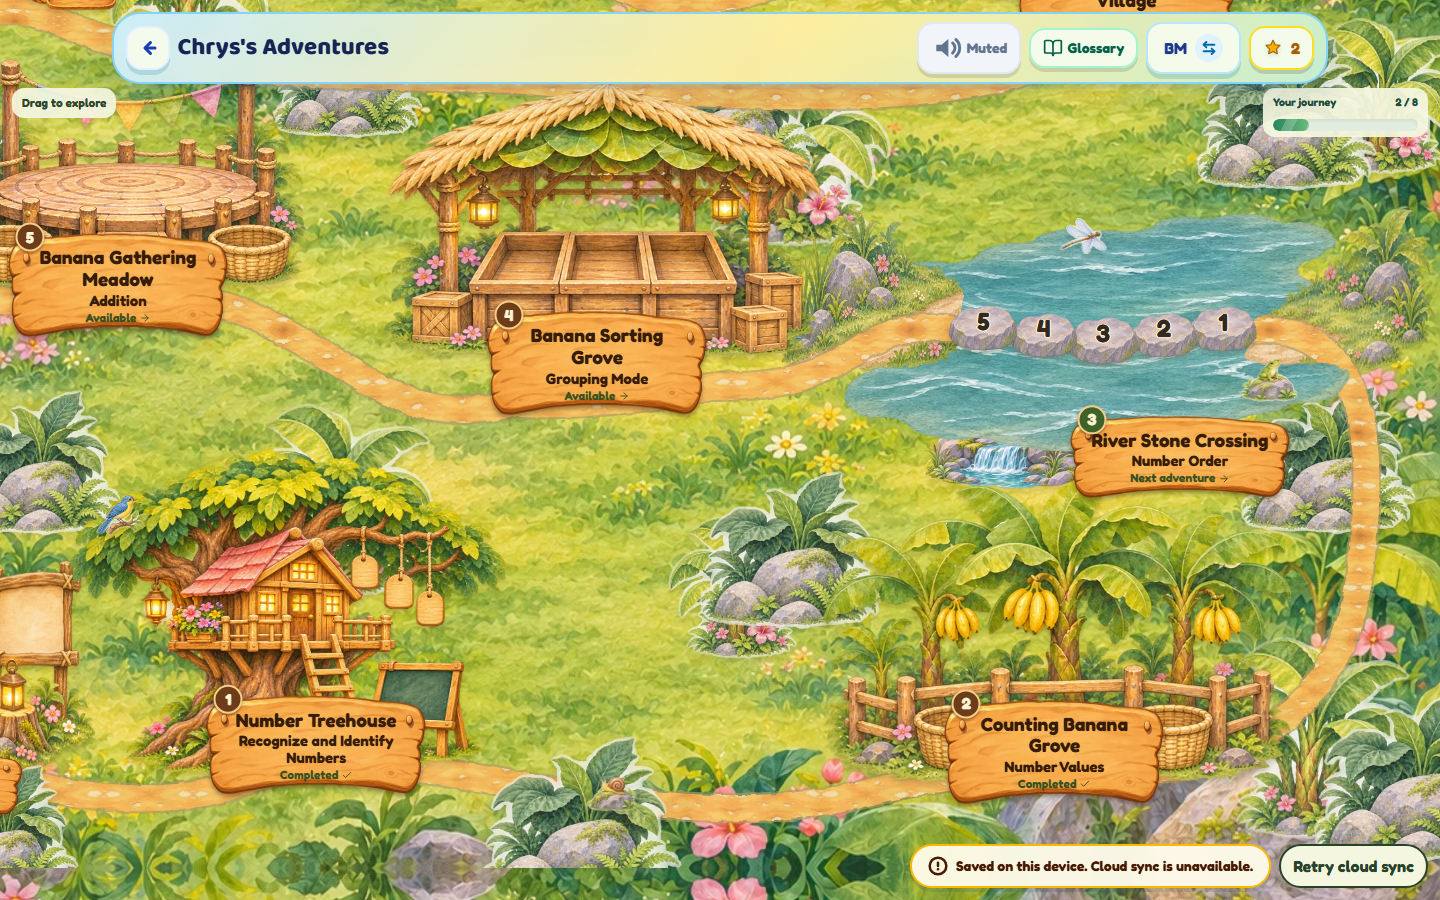 Village
Chrys's Adventures
Muted
Glossary
BM
2
Drag to explore
Your journey
2 / 8
5
Banana Gathering
Meadow
Addition
Available →
4
Banana Sorting
Grove
Grouping Mode
Available →
5
4
3
2
1
3
River Stone Crossing
Number Order
Next adventure →
1
Number Treehouse
Recognize and Identify
Numbers
Completed ✓
2
Counting Banana
Grove
Number Values
Completed ✓
Saved on this device. Cloud sync is unavailable.
Retry cloud sync